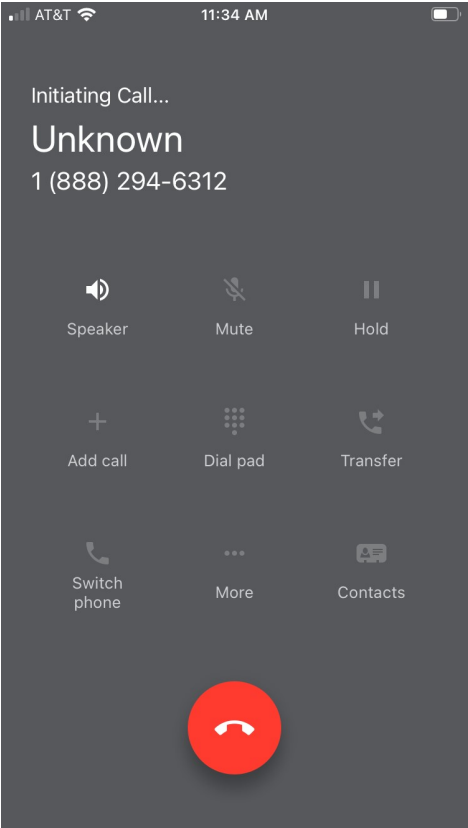 AT&T 11:34 AM
Initiating Call...
Unknown
1 (888) 294-6312
Speaker Mute Hold
Add call Dial pad Transfer
Switch
phone More Contacts